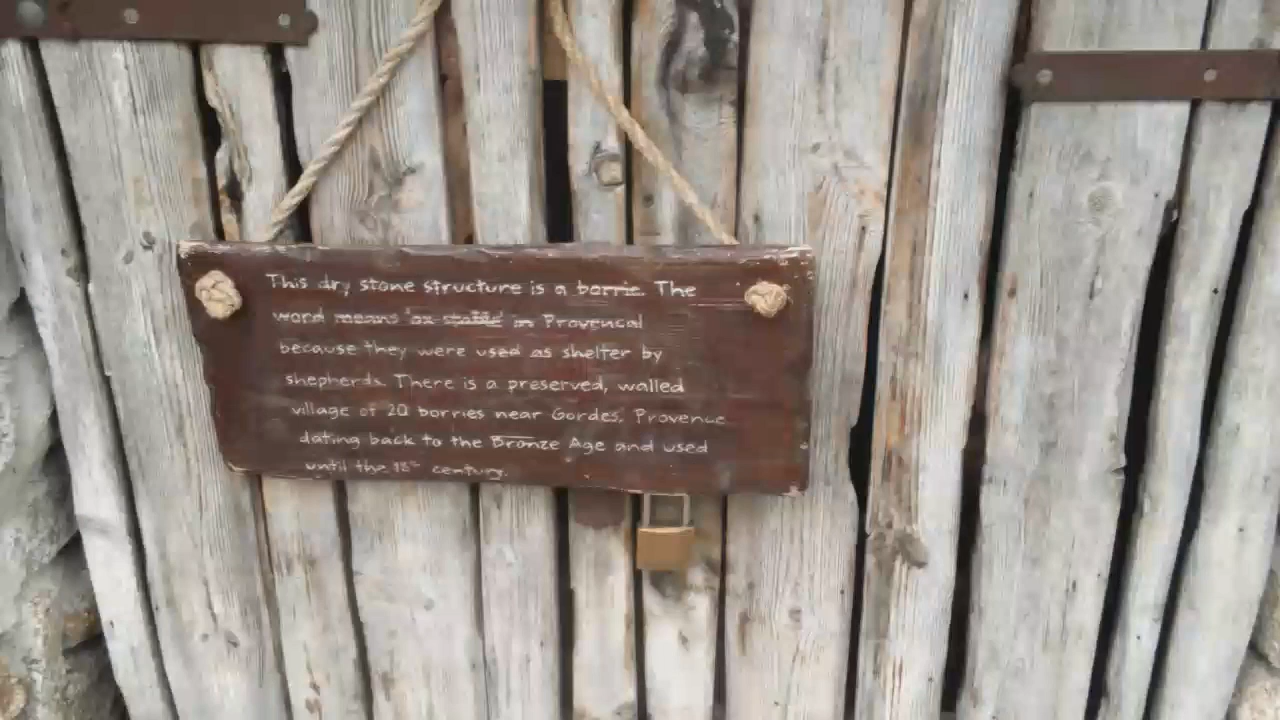 This dry stone structure is a borrie. The
word means 'ox-stable' in Provencal
because they were used as shelter by
shepherds. There is a preserved, walled
village of 20 borries near Gordes, Provence
dating back to the Bronze Age and used
until the 18th century.